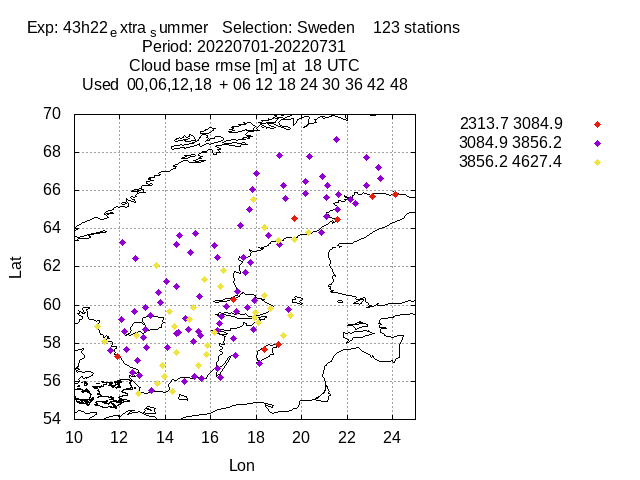 Exp: 43h22 e xtra s ummer   Selection: Sweden    123 stations
Period: 20220701-20220731
Cloud base rmse [m] at  18 UTC
Used  00,06,12,18  + 06 12 18 24 30 36 42 48
70
68
66
64
62
60
58
56
54
10 12 14 16 18 20 22 24
Lat
Lon
2313.7 3084.9
3084.9 3856.2
3856.2 4627.4